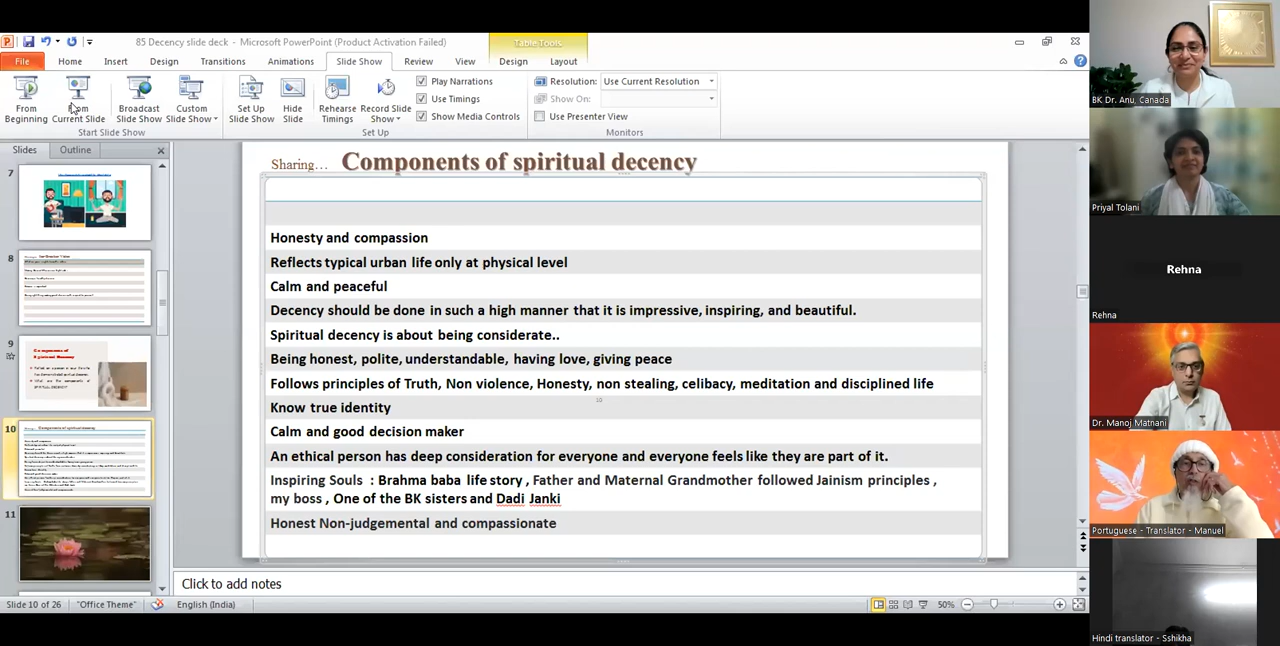 85 Decency slide deck - Microsoft PowerPoint (Product Activation Failed)
Table Tools
File Home Insert Design Transitions Animations Slide Show Review View Design Layout
From Beginning
From Current Slide
Broadcast Slide Show
Custom Slide Show
Start Slide Show
Set Up Slide Show
Hide Slide
Rehearse Timings
Record Slide Show
Play Narrations
Use Timings
Show Media Controls
Set Up
Resolution: Use Current Resolution
Show On:
Use Presenter View
Monitors
Slides Outline
7
8
9
10
11
Sharing... Components of spiritual decency
Honesty and compassion
Reflects typical urban life only at physical level
Calm and peaceful
Decency should be done in such a high manner that it is impressive, inspiring, and beautiful.
Spiritual decency is about being considerate..
Being honest, polite, understandable, having love, giving peace
Follows principles of Truth, Non violence, Honesty, non stealing, celibacy, meditation and disciplined life
Know true identity
Calm and good decision maker
An ethical person has deep consideration for everyone and everyone feels like they are part of it.
Inspiring Souls : Brahma baba life story , Father and Maternal Grandmother followed Jainism principles ,
my boss , One of the BK sisters and Dadi Janki
Honest Non-judgemental and compassionate
10
Click to add notes
Slide 10 of 26 "Office Theme" English (India) 50%
BK Dr. Anu, Canada
Priyal Tolani
Rehna
Rehna
Dr. Manoj Matnani
Portuguese - Translator - Manuel
Hindi translator - Sshikha